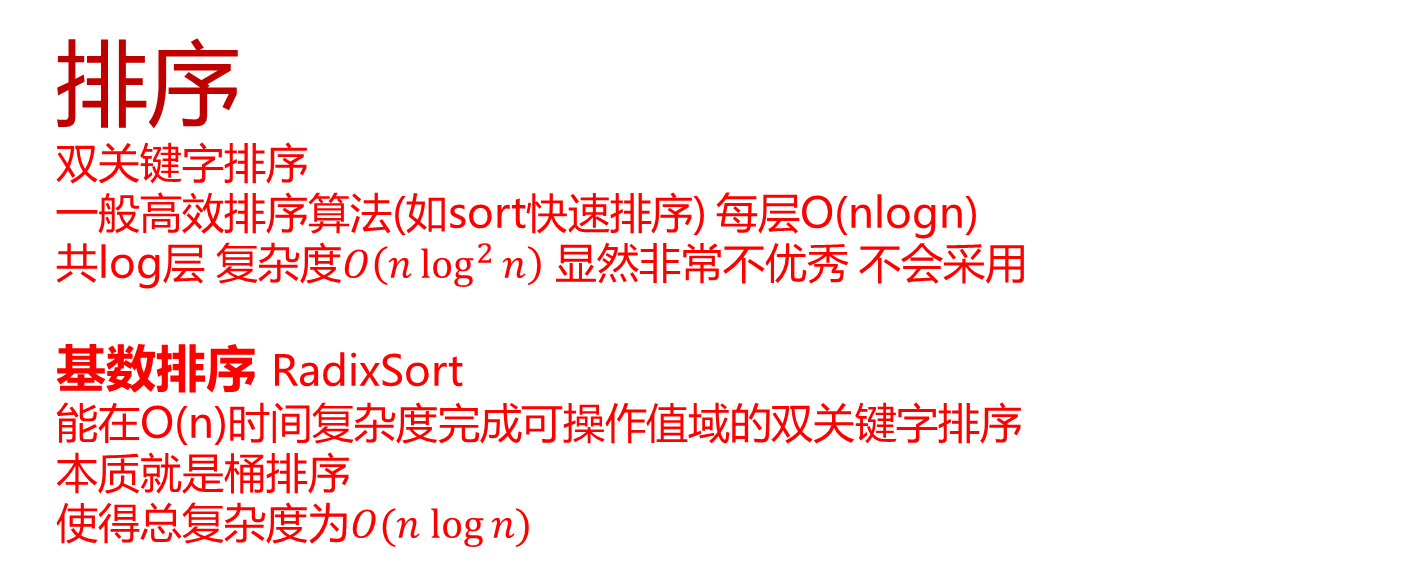 排序
双关键字排序
一般高效排序算法(如sort快速排序) 每层O(nlogn)
共log层 复杂度O(n log² n) 显然非常不优秀 不会采用
基数排序 RadixSort
能在O(n)时间复杂度完成可操作值域的双关键字排序
本质就是桶排序
使得总复杂度为O(n log n)